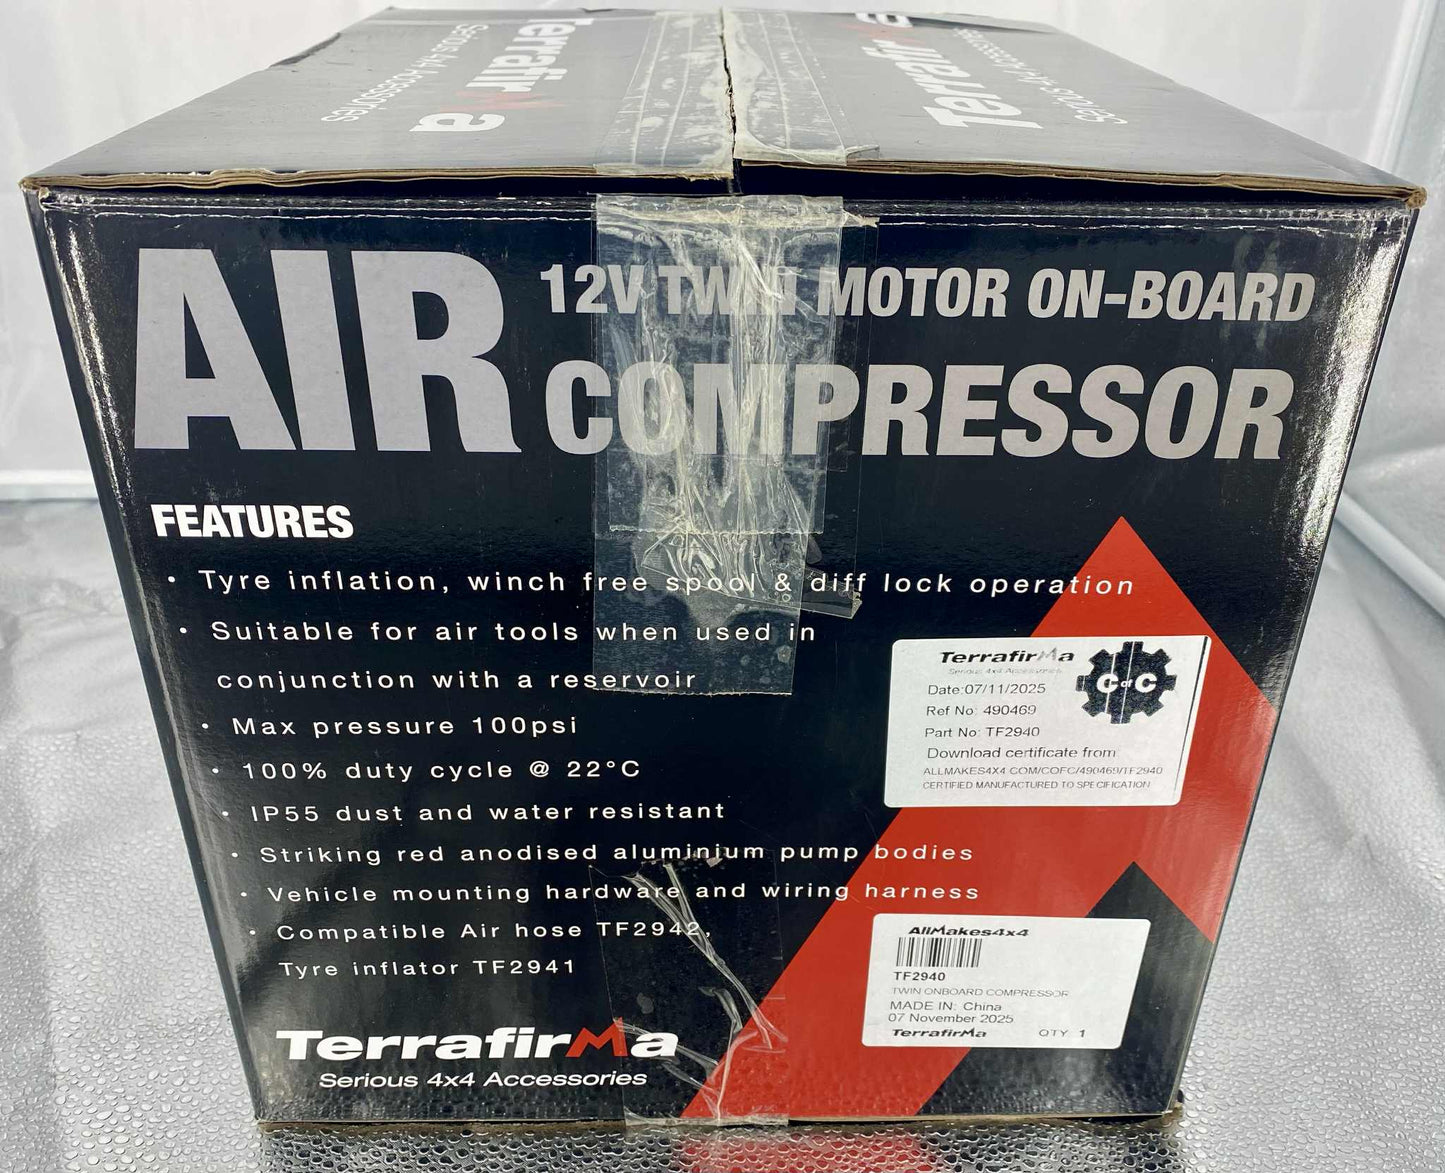 TerrafirMa
Serious 4x4 Accessories
TerrafirMa
Serious 4x4 Accessories
AIR
12V TWIN MOTOR ON-BOARD
COMPRESSOR
FEATURES
• Tyre inflation, winch free spool & diff lock operation
• Suitable for air tools when used in
conjunction with a reservoir
• Max pressure 100psi
• 100% duty cycle @ 22°C
• IP55 dust and water resistant
• Striking red anodised aluminium pump bodies
• Vehicle mounting hardware and wiring harness
• Compatible Air hose TF2942,
Tyre inflator TF2941
TerrafirMa
Serious 4x4 Accessories
TerrafirMa
Serious 4x4 Accessories
C of C
Date:07/11/2025
Ref No: 490469
Part No: TF2940
Download certificate from:
ALLMAKES4X4.COM/COFC/490469/TF2940
CERTIFIED MANUFACTURED TO SPECIFICATION
AllMakes4x4
TF2940
TWIN ONBOARD COMPRESSOR
MADE IN: China
07 November 2025
TerrafirMa QTY 1